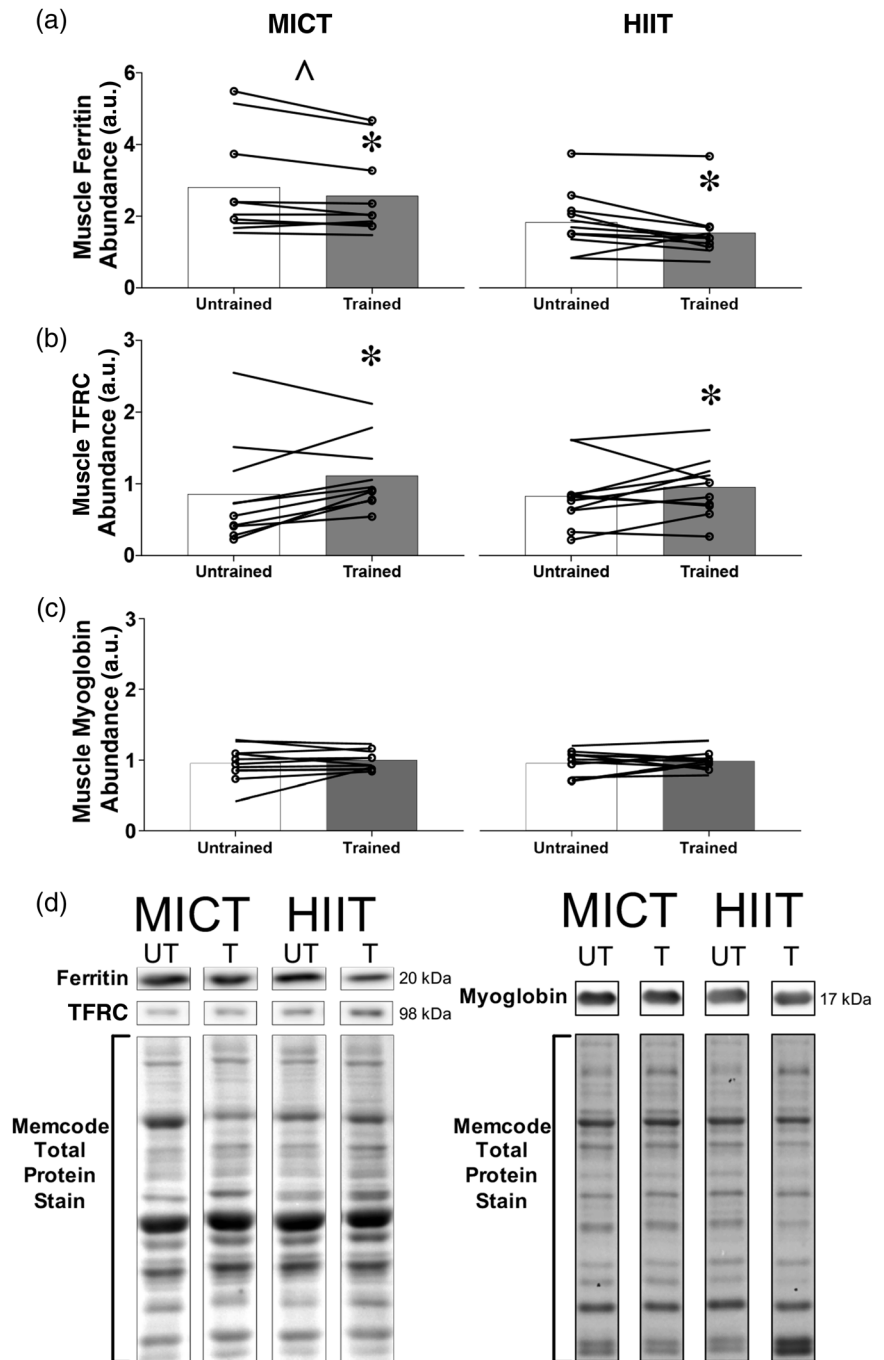 (a)
MICT
HIIT
^
Muscle Ferritin
Abundance (a.u.)
6
4
2
0
*
*
Untrained
Trained
Untrained
Trained
(b)
Muscle TFRC
Abundance (a.u.)
3
2
1
0
*
*
Untrained
Trained
Untrained
Trained
(c)
Muscle Myoglobin
Abundance (a.u.)
3
2
1
0
Untrained
Trained
Untrained
Trained
(d)
MICT HIIT
UT T UT T
Ferritin
20 kDa
TFRC
98 kDa
Memcode
Total
Protein
Stain
MICT HIIT
UT T UT T
Myoglobin
17 kDa
Memcode
Total
Protein
Stain